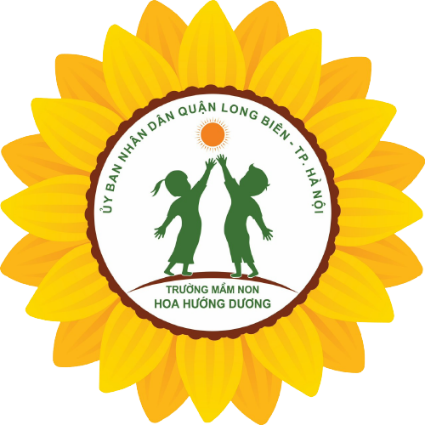 ỦY BAN NHÂN DÂN QUẬN LONG BIÊN - TP. HÀ NỘI
TRƯỜNG MẦM NON
HOA HƯỚNG DƯƠNG